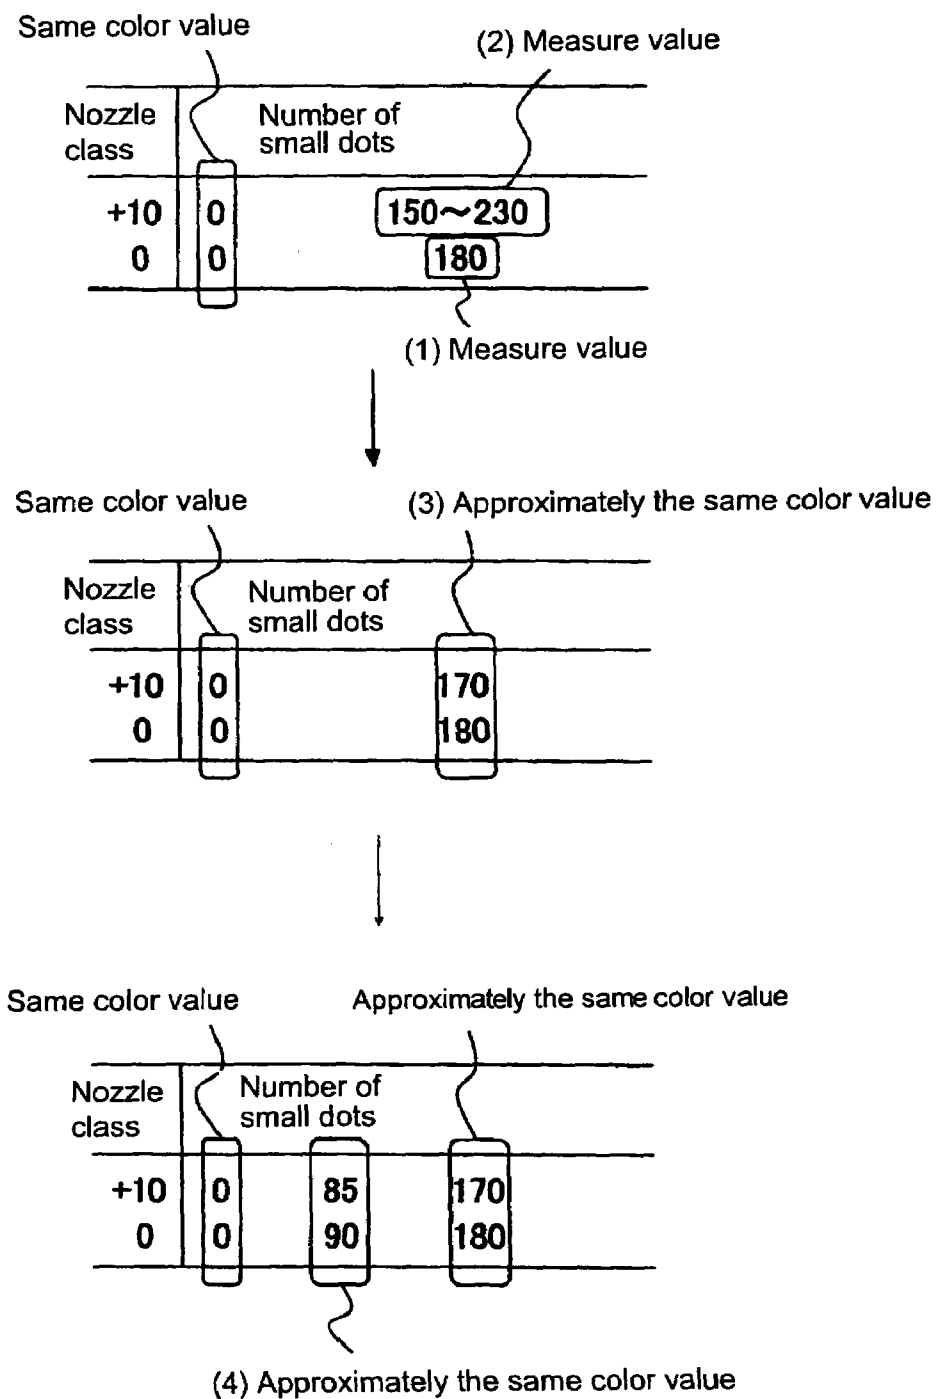 Same color value
(2) Measure value
Nozzle class
Number of small dots
+10 0 150～230
0 0 180
(1) Measure value
Same color value
(3) Approximately the same color value
Nozzle class
Number of small dots
+10 0 170
0 0 180
Same color value
Approximately the same color value
Nozzle class
Number of small dots
+10 0 85 170
0 0 90 180
(4) Approximately the same color value